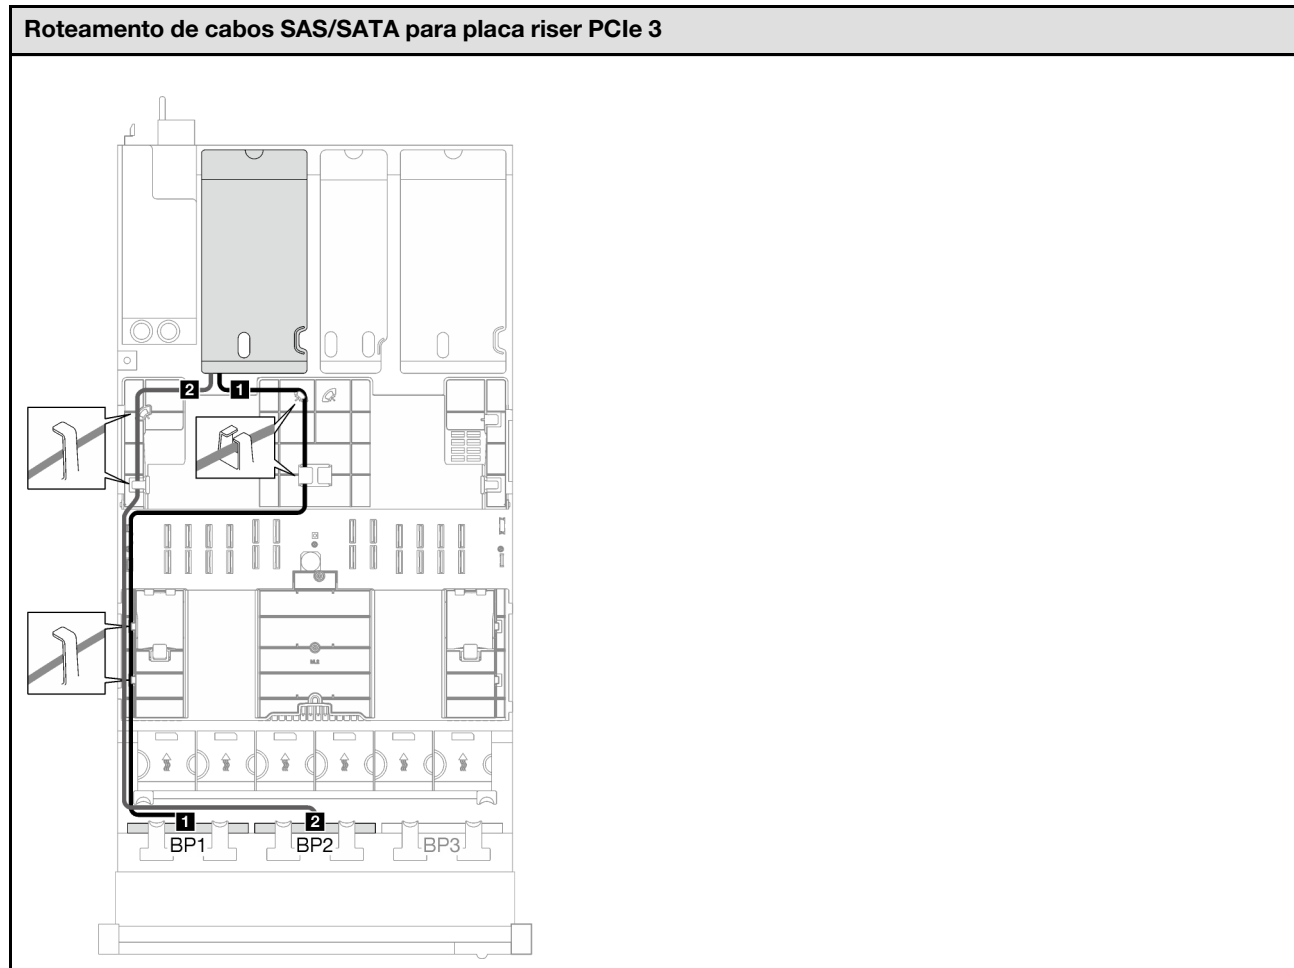 Roteamento de cabos SAS/SATA para placa riser PCIe 3
2 1
1 2
BP1 BP2 BP3